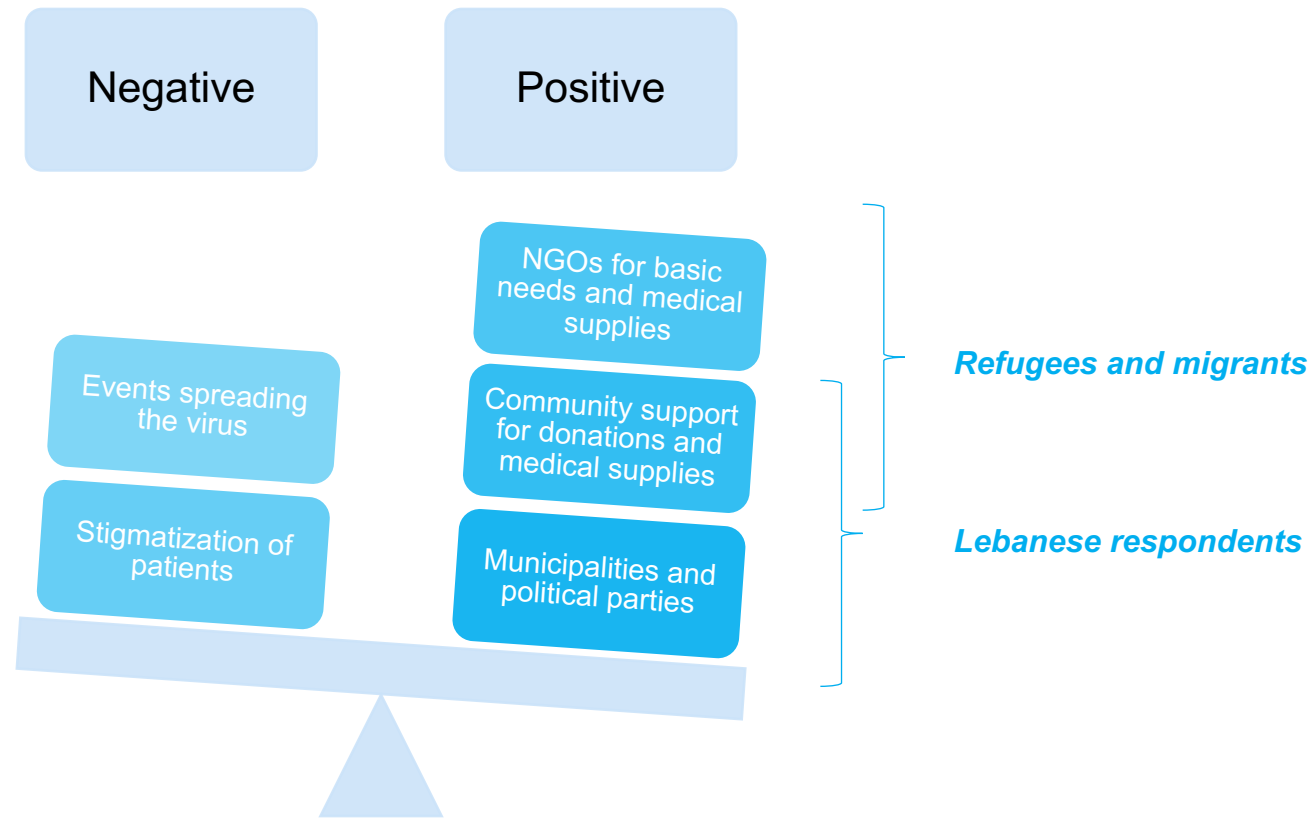 Negative
Positive
NGOs for basic
needs and medical
supplies
Events spreading
the virus
Community support
for donations and
medical supplies
Stigmatization of
patients
Municipalities and
political parties
Refugees and migrants
Lebanese respondents